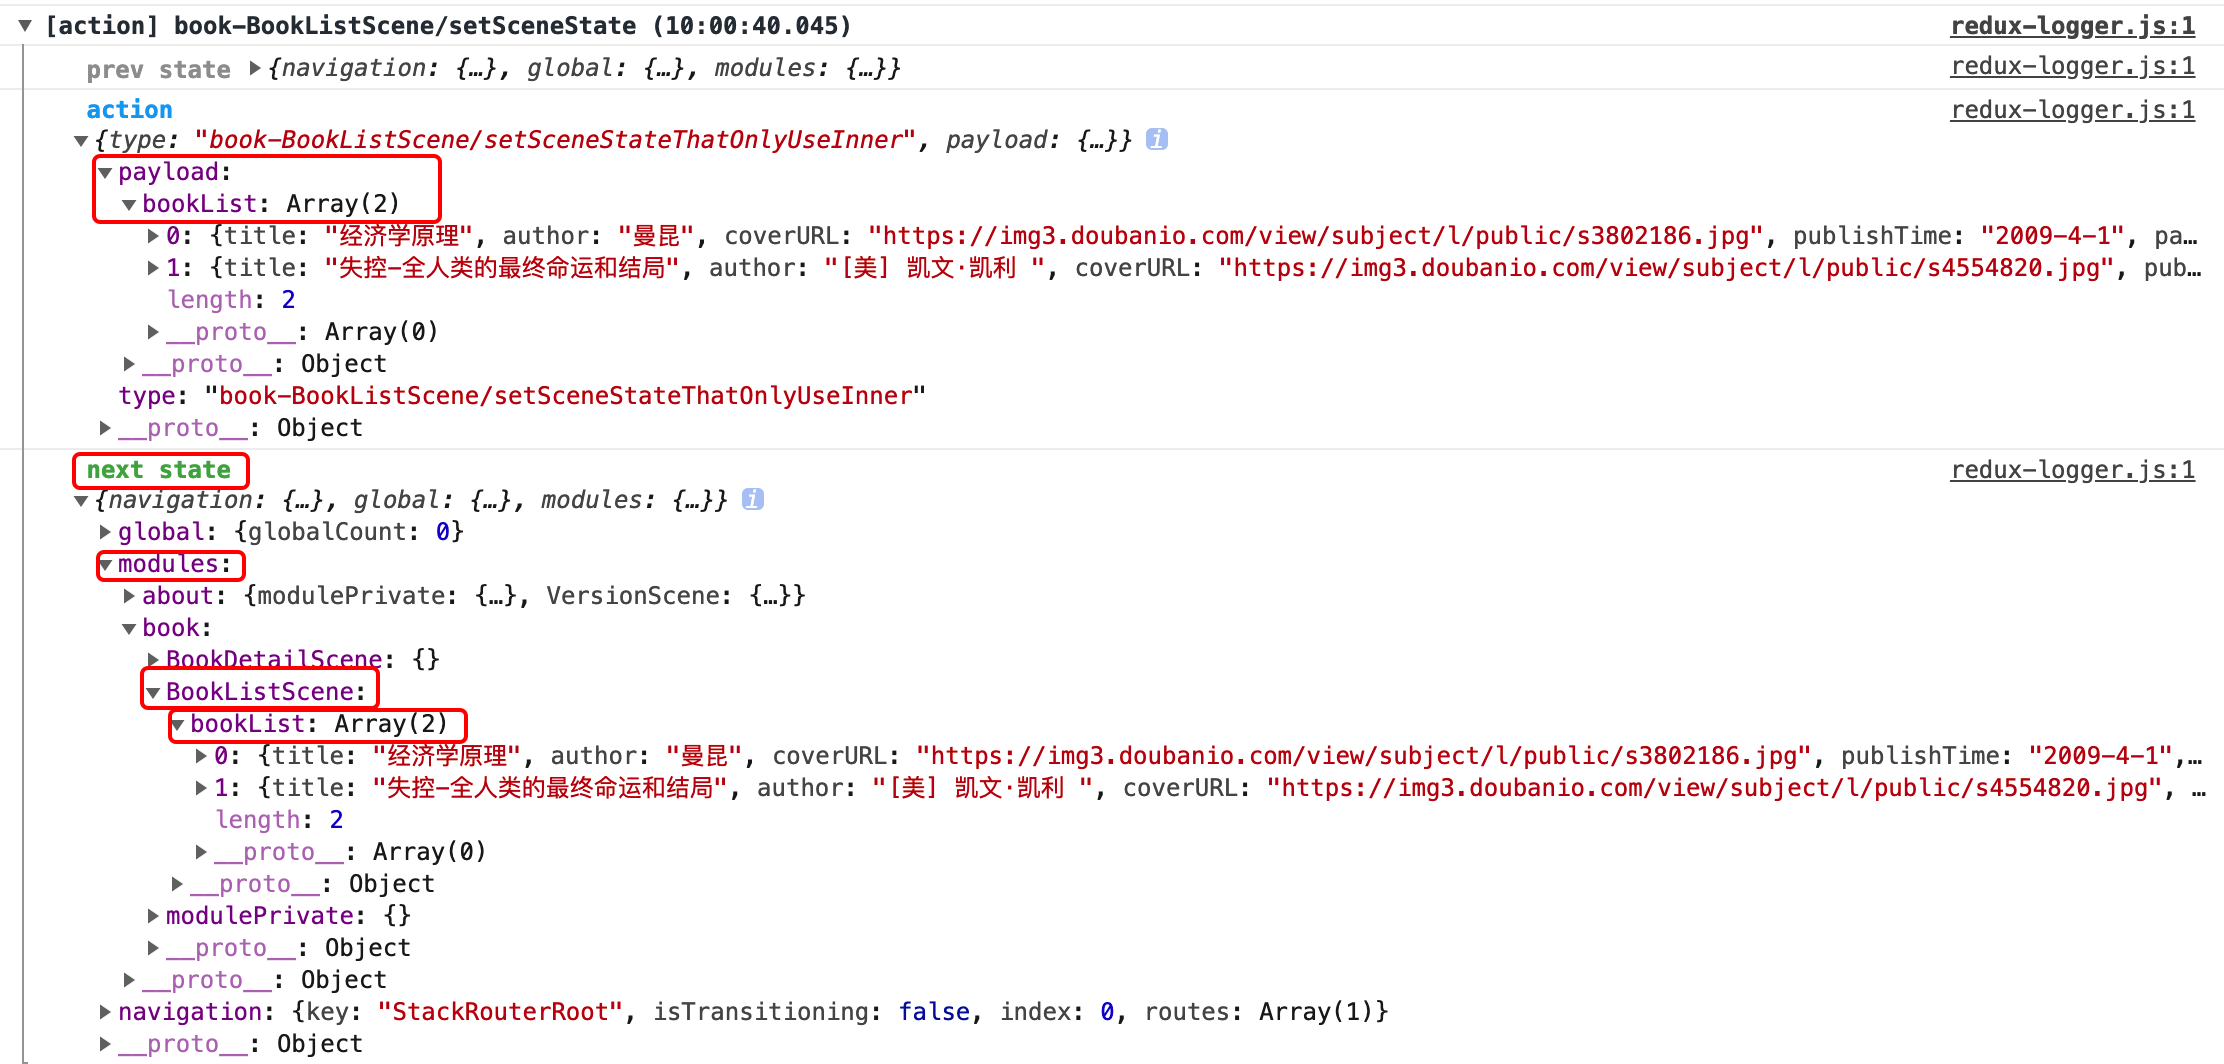 ▼ [action] book-BookListScene/setSceneState (10:00:40.045) redux-logger.js:1
prev state ▶{navigation: {…}, global: {…}, modules: {…}} redux-logger.js:1
action redux-logger.js:1
▼{type: "book-BookListScene/setSceneStateThatOnlyUseInner", payload: {…}} i
▼payload:
▼bookList: Array(2)
▶0: {title: "经济学原理", author: "曼昆", coverURL: "https://img3.doubanio.com/view/subject/l/public/s3802186.jpg", publishTime: "2009-4-1", pa…
▶1: {title: "失控-全人类的最终命运和结局", author: "[美] 凯文·凯利 ", coverURL: "https://img3.doubanio.com/view/subject/l/public/s4554820.jpg", pub…
length: 2
▶__proto__: Array(0)
▶__proto__: Object
type: "book-BookListScene/setSceneStateThatOnlyUseInner"
▶__proto__: Object
next state redux-logger.js:1
▼{navigation: {…}, global: {…}, modules: {…}} i
▶global: {globalCount: 0}
▼modules:
▶about: {modulePrivate: {…}, VersionScene: {…}}
▼book:
▶BookDetailScene: {}
▼BookListScene:
▼bookList: Array(2)
▶0: {title: "经济学原理", author: "曼昆", coverURL: "https://img3.doubanio.com/view/subject/l/public/s3802186.jpg", publishTime: "2009-4-1",…
▶1: {title: "失控-全人类的最终命运和结局", author: "[美] 凯文·凯利 ", coverURL: "https://img3.doubanio.com/view/subject/l/public/s4554820.jpg", …
length: 2
▶__proto__: Array(0)
▶__proto__: Object
▶modulePrivate: {}
▶__proto__: Object
▶__proto__: Object
▶navigation: {key: "StackRouterRoot", isTransitioning: false, index: 0, routes: Array(1)}
▶__proto__: Object